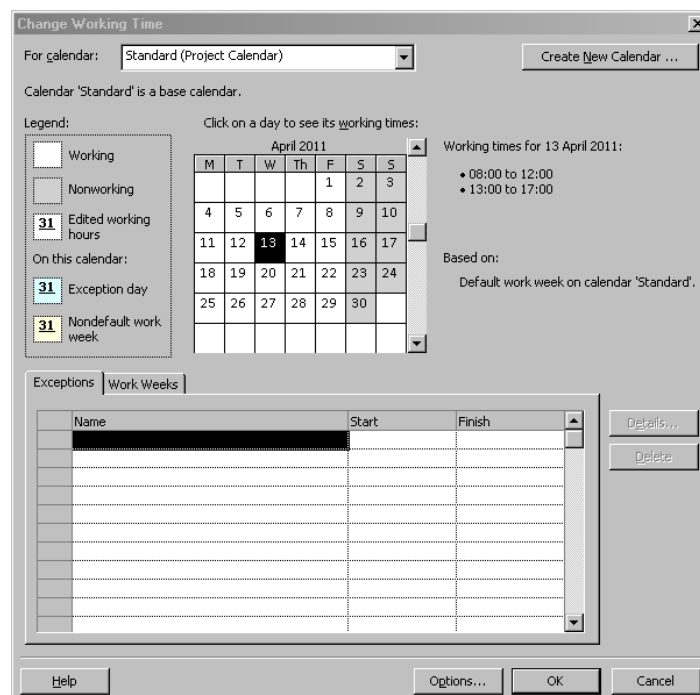 Change Working Time
For calendar: Standard (Project Calendar) Create New Calendar ...
Calendar 'Standard' is a base calendar.
Legend:
Working
Nonworking
31 Edited working
hours
On this calendar:
31 Exception day
31 Nondefault work
week
Click on a day to see its working times:
April 2011
M T W Th F S S
1 2 3
4 5 6 7 8 9 10
11 12 13 14 15 16 17
18 19 20 21 22 23 24
25 26 27 28 29 30
Working times for 13 April 2011:
• 08:00 to 12:00
• 13:00 to 17:00
Based on:
Default work week on calendar 'Standard'.
Exceptions Work Weeks
Name Start Finish
Details...
Delete
Help Options... OK Cancel